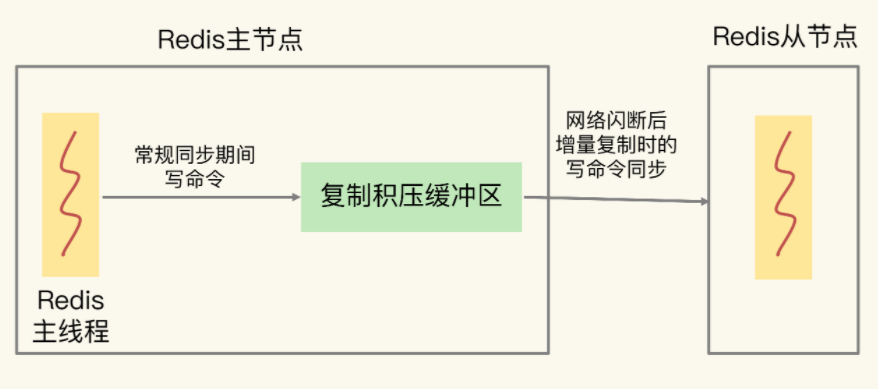 Redis主节点
Redis从节点
常规同步期间
写命令
复制积压缓冲区
网络闪断后
增量复制时的
写命令同步
Redis
主线程